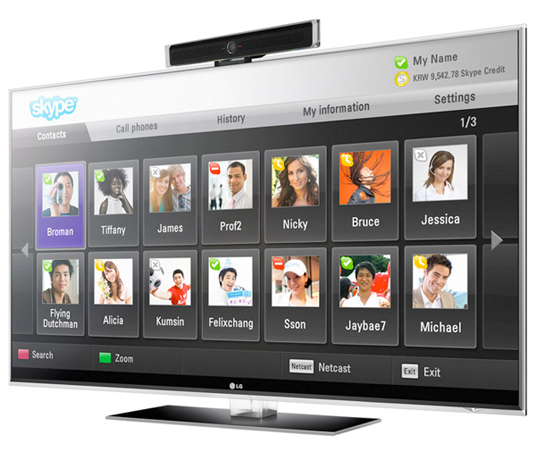 My Name
KRW 9,542.78 Skype Credit
skype
Contacts
Call phones
History
My information
Settings
1/3
Broman
Tiffany
James
Prof2
Nicky
Bruce
Jessica
Flying
Dutchman
Alicia
Kumsin
Felixchang
Sson
Jaybae7
Michael
Search
Zoom
Netcast
Netcast
Exit
Exit
LG